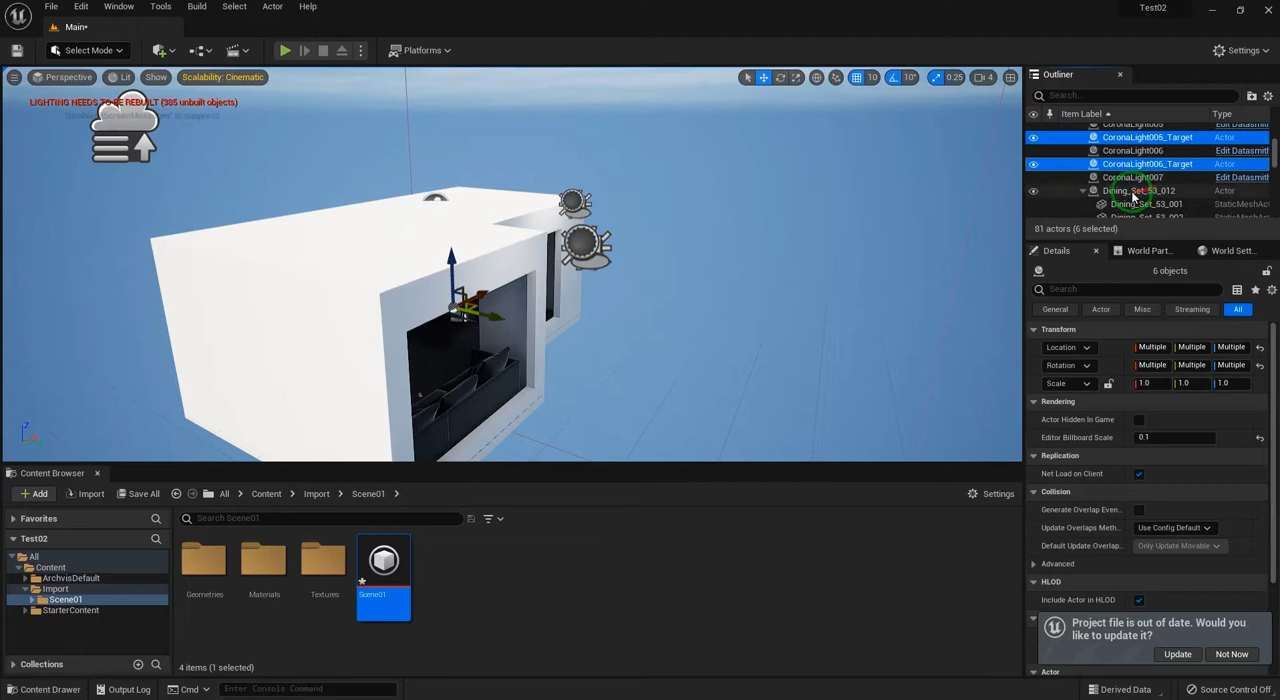 File Edit Window Tools Build Select Actor Help
Test02
Main*
Select Mode
Platforms
Settings
Perspective Lit Show Scalability: Cinematic
10 10° 0.25 4
LIGHTING NEEDS TO BE REBUILT (385 unbuilt objects)
Outliner
Search...
Item Label Type
CoronaLight005 Edit Datasmith
CoronaLight005_Target Actor
CoronaLight006 Edit Datasmith
CoronaLight006_Target Actor
CoronaLight007 Edit Datasmith
Dining_Set_53_012 Actor
Dining_Set_53_001 StaticMeshAct
Dining_Set_53_002 StaticMeshAct
81 actors (6 selected)
Details World Part... World Sett...
6 objects
Search
General Actor Misc Streaming All
Transform
Location Multiple Multiple Multiple
Rotation Multiple Multiple Multiple
Scale 1.0 1.0 1.0
Rendering
Actor Hidden In Game
Editor Billboard Scale 0.1
Replication
Net Load on Client
Collision
Generate Overlap Even...
Update Overlaps Meth... Use Config Default
Default Update Overlap... Only Update Movable
Advanced
HLOD
Include Actor in HLOD
Project file is out of date. Would you
like to update it?
Update Not Now
Actor
Content Browser
Add Import Save All All Content Import Scene01 Settings
Favorites
Search Scene01
Test02
All
Content
ArchvisDefault
Import
Scene01
StarterContent
Geometries Materials Textures Scene01
Collections
4 items (1 selected)
Content Drawer Output Log Cmd Enter Console Command Derived Data Source Control Off
Z